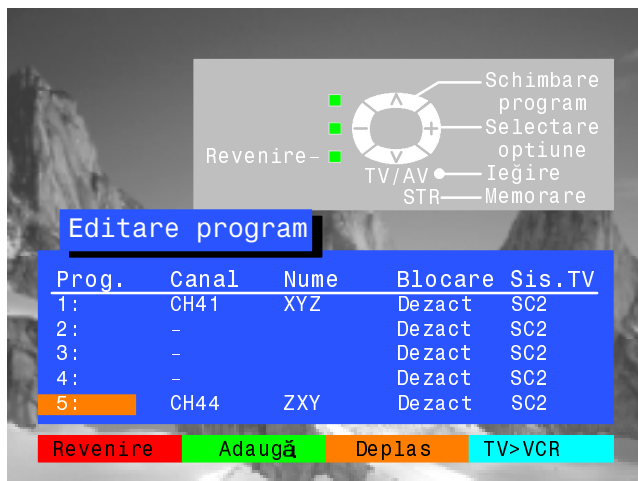 Schimbare
program
Selectare
optiune
Revenire–
TV/AV Ieğire
STR Memorare
Editare program
Prog. Canal Nume Blocare Sis.TV
1: CH41 XYZ Dezact SC2
2: – Dezact SC2
3: – Dezact SC2
4: – Dezact SC2
5: CH44 ZXY Dezact SC2
Revenire Adaugă Deplas TV>VCR